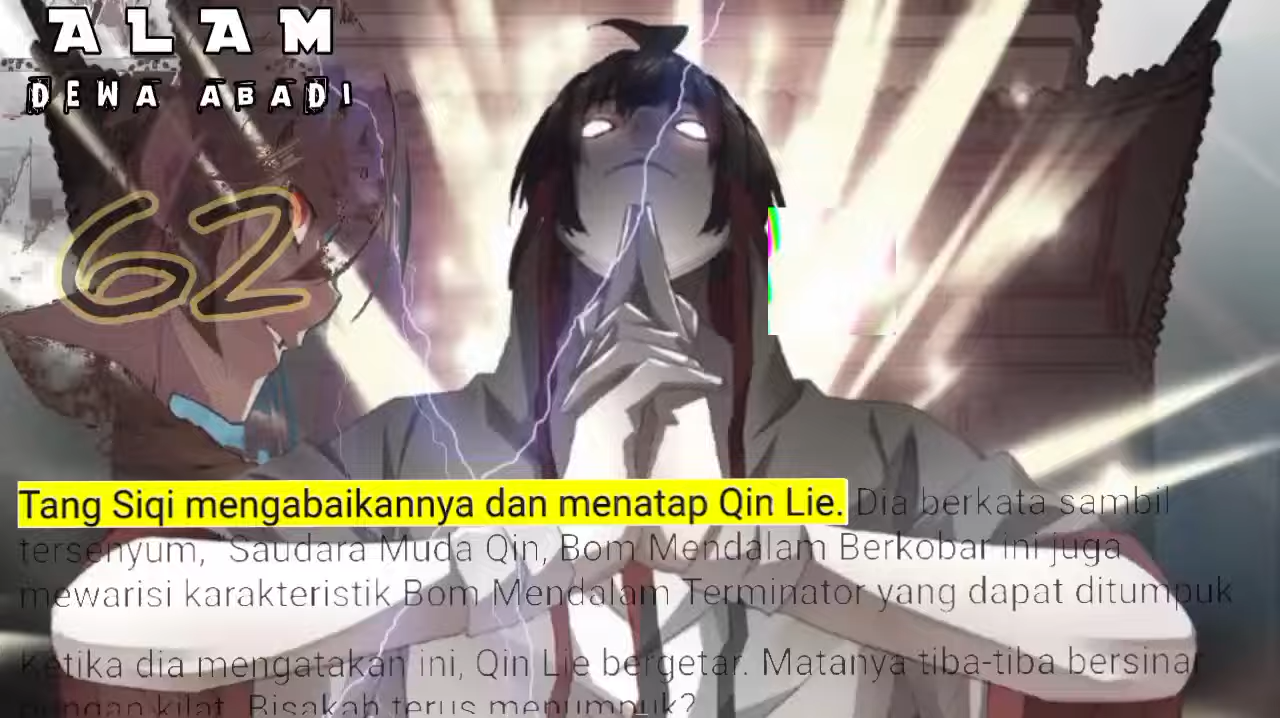 ALAM
DEWA ABADI
62
Tang Siqi mengabaikannya dan menatap Qin Lie. Dia berkata sambil
tersenyum, "Saudara Muda Qin, Bom Mendalam Berkobar ini juga
mewarisi karakteristik Bom Mendalam Terminator yang dapat ditumpuk
Ketika dia mengatakan ini, Qin Lie bergetar. Matanya tiba-tiba bersinar
dengan kilat. Bisakah terus menumpuk?